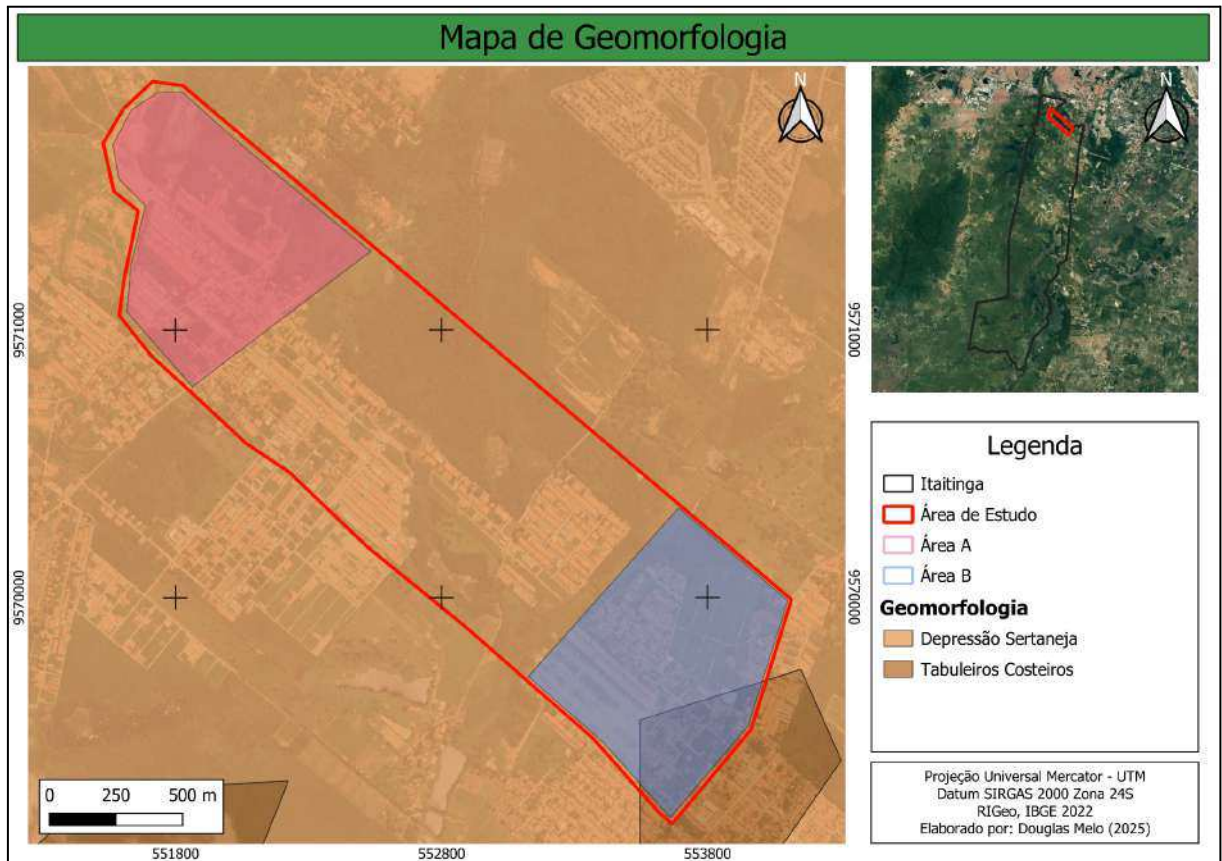 Mapa de Geomorfologia
N
N
9571000
9571000
9570000
9570000
0 250 500 m
551800
552800
553800
Legenda
Itaitinga
Área de Estudo
Área A
Área B
Geomorfologia
Depressão Sertaneja
Tabuleiros Costeiros
Projeção Universal Mercator - UTM
Datum SIRGAS 2000 Zona 24S
RIGeo, IBGE 2022
Elaborado por: Douglas Melo (2025)